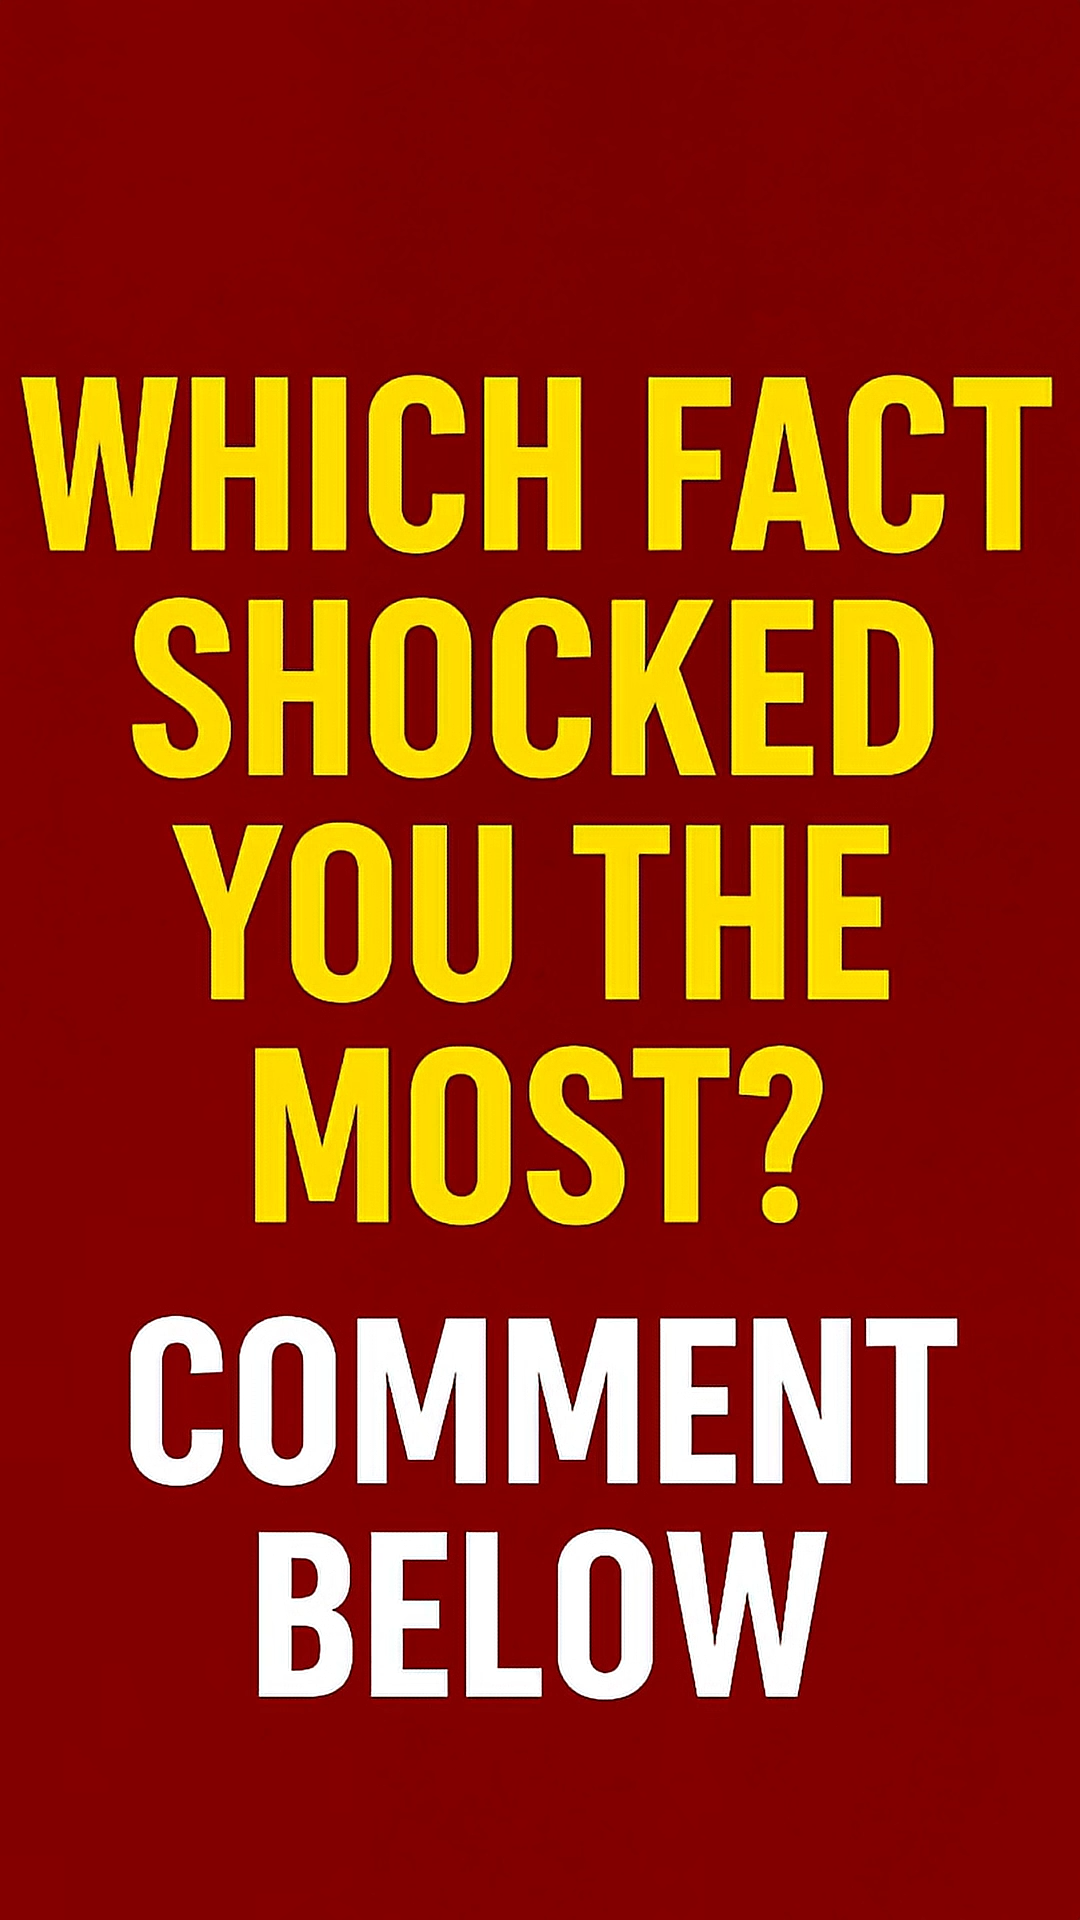 WHICH FACT
SHOCKED
YOU THE
MOST?
COMMENT
BELOW